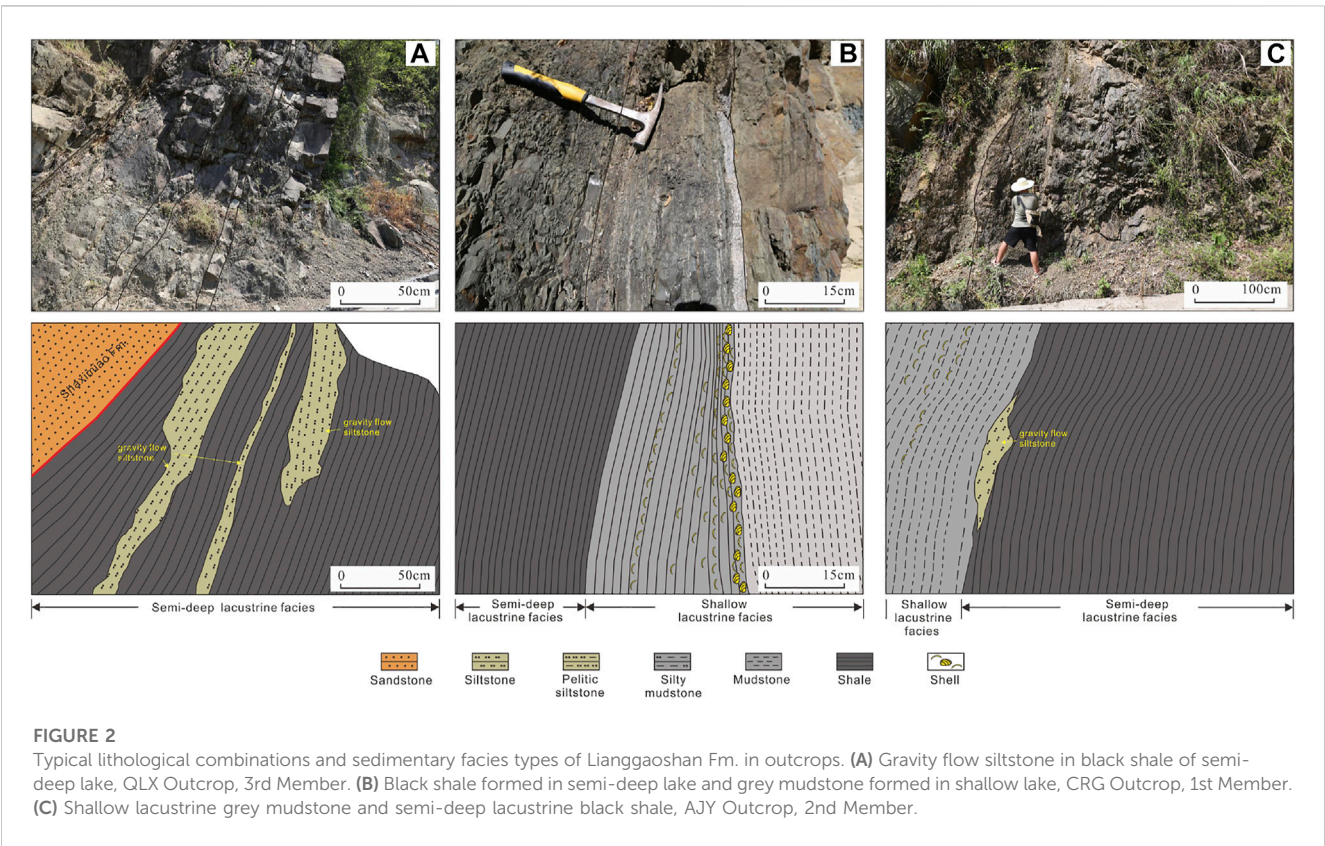 A
B
C
0 50cm
0 15cm
0 100cm
Shaximiao Fm.
gravity flow
siltstone
gravity flow
siltstone
gravity flow
siltstone
0 50cm
0 15cm
Semi-deep lacustrine facies
Semi-deep
lacustrine facies
Shallow
lacustrine facies
Shallow
lacustrine
facies
Semi-deep
lacustrine facies
Sandstone
Siltstone
Pelitic
siltstone
Silty
mudstone
Mudstone
Shale
Shell
FIGURE 2
Typical lithological combinations and sedimentary facies types of Lianggaoshan Fm. in outcrops. (A) Gravity flow siltstone in black shale of semi-
deep lake, QLX Outcrop, 3rd Member. (B) Black shale formed in semi-deep lake and grey mudstone formed in shallow lake, CRG Outcrop, 1st Member.
(C) Shallow lacustrine grey mudstone and semi-deep lacustrine black shale, AJY Outcrop, 2nd Member.